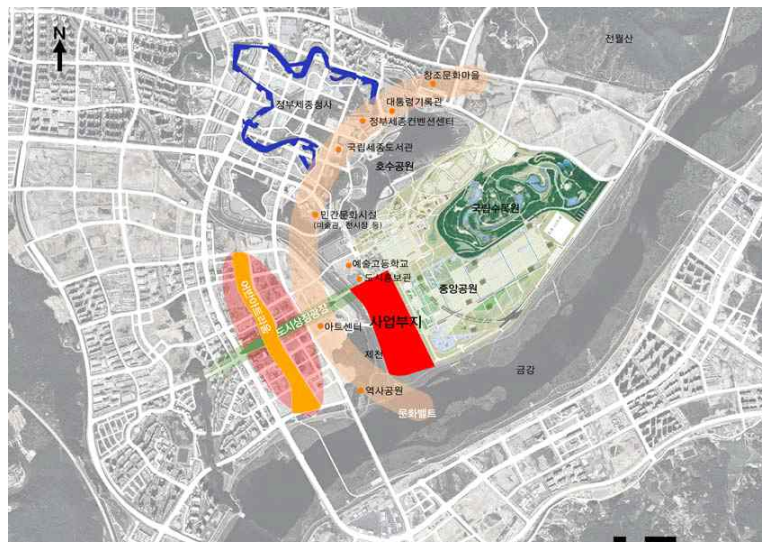 N
전월산
창조문화마을
대통령기록관
정부세종청사
정부세종컨벤션센터
국립세종도서관
호수공원
국립수목원
민간문화시설
(미술관, 전시장 등)
예술고등학교
도시홍보관
중앙공원
어반아트리움
도시상징광장
아트센터
사업부지
제천
금강
역사공원
문화벨트